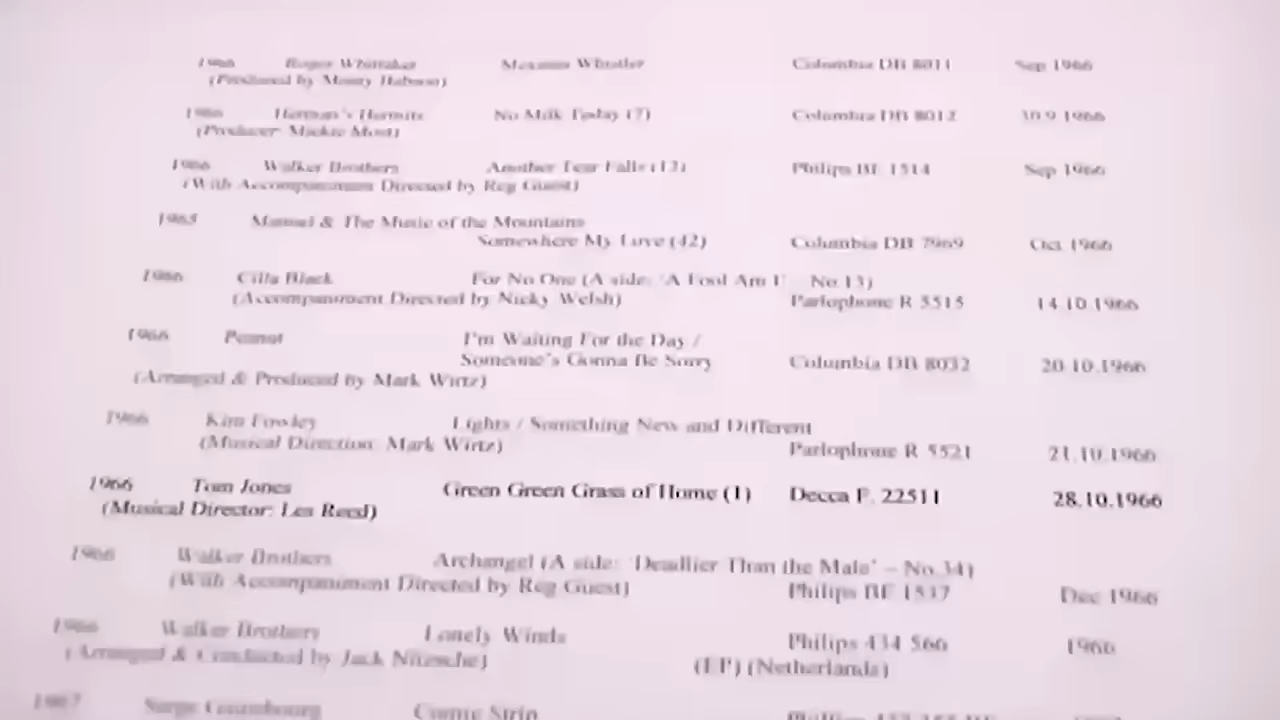 1966 Roger Whittaker Mexican Whistler Columbia DB 8011 Sep 1966
(Produced by Monty Babson)
1966 Herman's Hermits No Milk Today (7) Columbia DB 8012 30.9.1966
(Producer: Mickie Most)
1966 Walker Brothers Another Tear Falls (12) Philips BF 1514 Sep 1966
(With Accompaniment Directed by Reg Guest)
1965 Manuel & The Music of the Mountains
Somewhere My Love (42) Columbia DB 7969 Oct 1966
1966 Cilla Black For No One (A side: 'A Fool Am I' No.13)
(Accompaniment Directed by Nicky Welsh) Parlophone R 5515 14.10.1966
1966 Peanut I'm Waiting For the Day /
Someone's Gonna Be Sorry Columbia DB 8032 20.10.1966
(Arranged & Produced by Mark Wirtz)
1966 Kim Fowley Lights / Something New and Different
(Musical Direction: Mark Wirtz) Parlophone R 5521 21.10.1966
1966 Tom Jones Green Green Grass of Home (1) Decca F. 22511 28.10.1966
(Musical Director: Les Reed)
1966 Walker Brothers Archangel (A side: 'Deadlier Than the Male' – No.34)
(With Accompaniment Directed by Reg Guest) Philips BF 1537 Dec 1966
1966 Walker Brothers Lonely Winds Philips 434 566 1966
(Arranged & Conducted by Jack Nitzsche) (EP) (Netherlands)
1967 Serge Gainsbourg Comic Strip